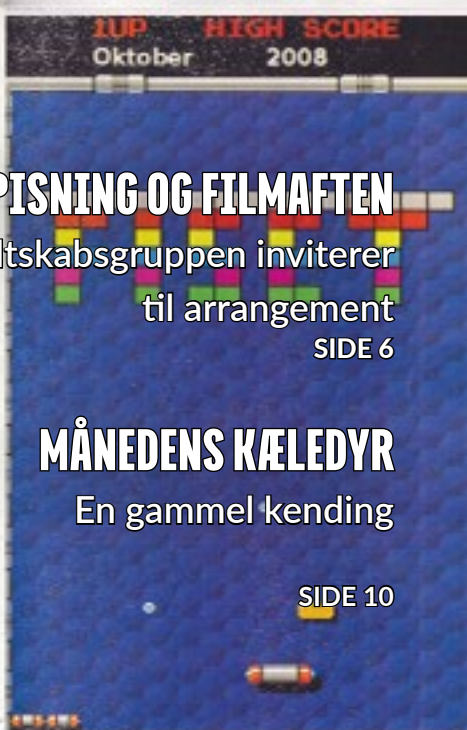 1UP HIGH SCORE
Oktober 2008
PISNING OG FILMAFTEN
ltskabsgruppen inviterer
til arrangement
SIDE 6
MÅNEDENS KÆLEDYR
En gammel kending
SIDE 10